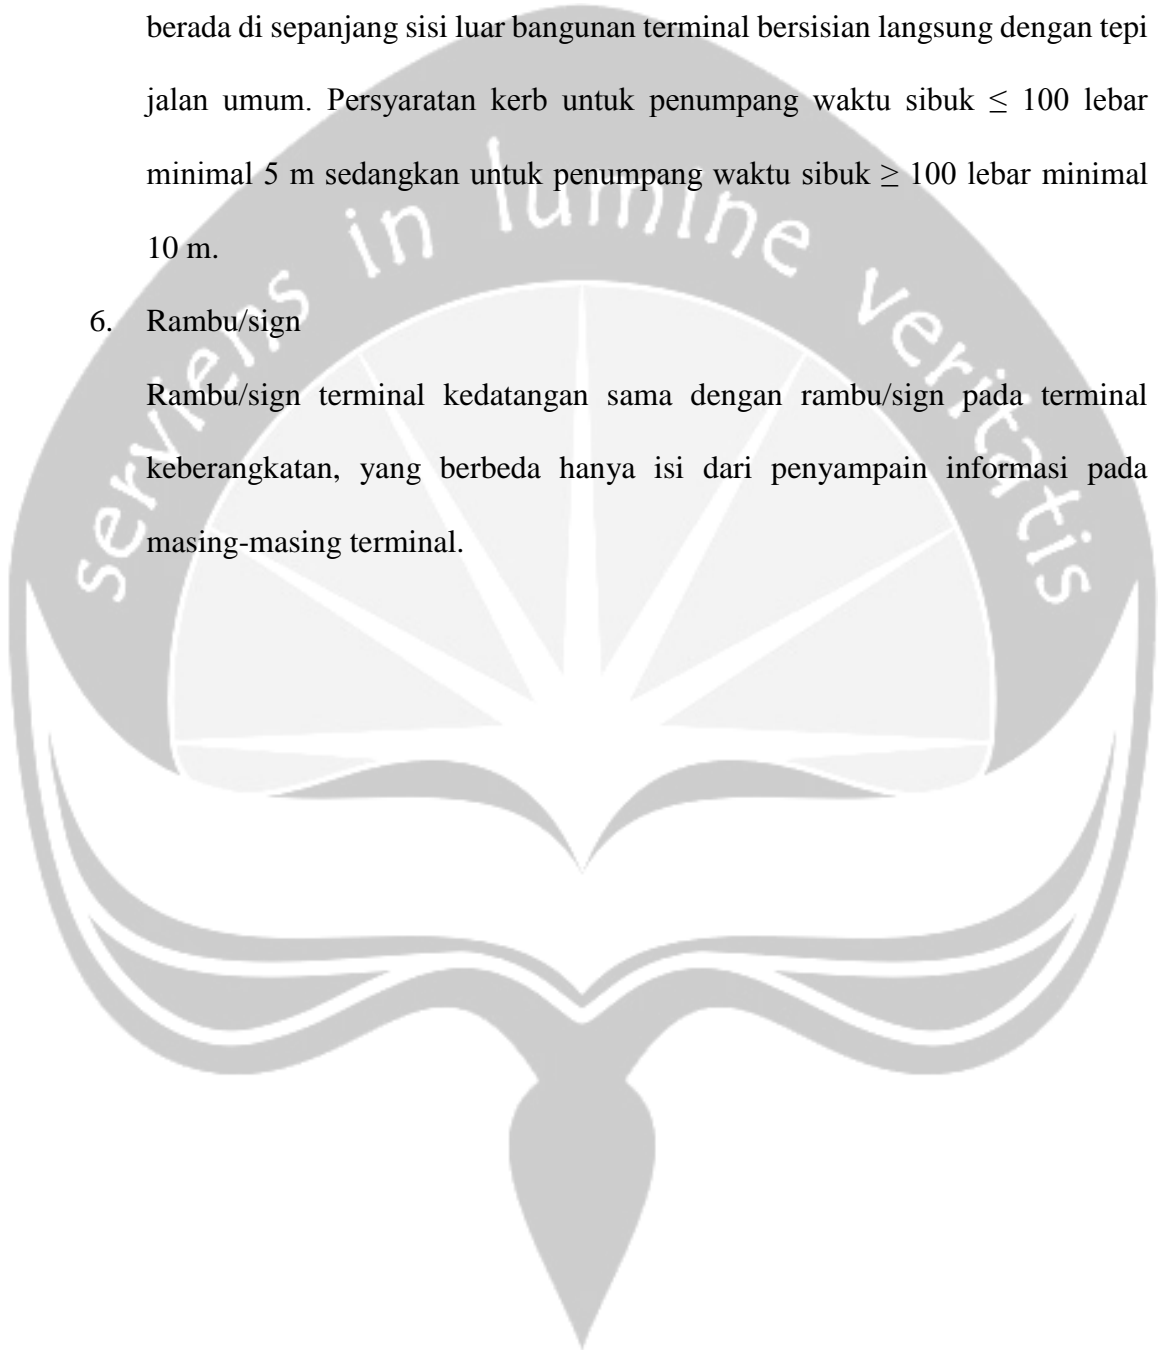 berada di sepanjang sisi luar bangunan terminal bersisian langsung dengan tepi
jalan umum. Persyaratan kerb untuk penumpang waktu sibuk ≤ 100 lebar
minimal 5 m sedangkan untuk penumpang waktu sibuk ≥ 100 lebar minimal
10 m.
6. Rambu/sign
Rambu/sign terminal kedatangan sama dengan rambu/sign pada terminal
keberangkatan, yang berbeda hanya isi dari penyampain informasi pada
masing-masing terminal.
serviens in lumine veritatis